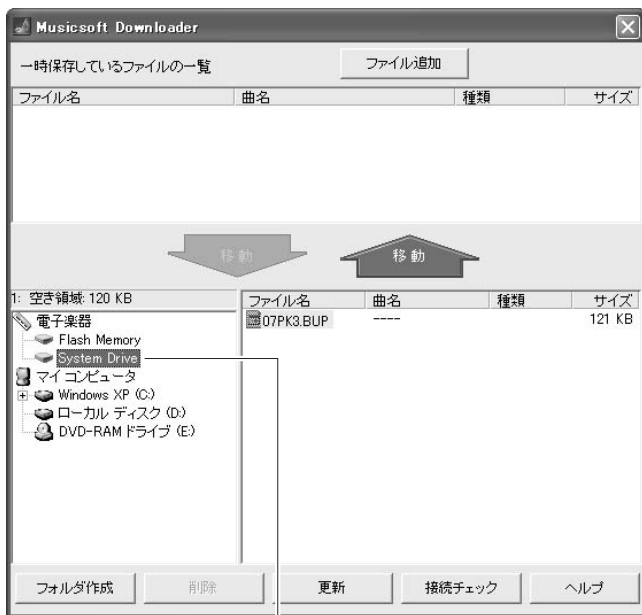 Musicsoft Downloader
一時保存しているファイルの一覧 ファイル追加
ファイル名 曲名 種類 サイズ
移動 移動
1: 空き領域: 120 KB
ファイル名 曲名 種類 サイズ
電子楽器
07PK3.BUP ---- 121 KB
Flash Memory
System Drive
マイ コンピュータ
Windows XP (C:)
ローカル ディスク (D:)
DVD-RAM ドライブ (E:)
フォルダ作成 削除 更新 接続チェック ヘルプ